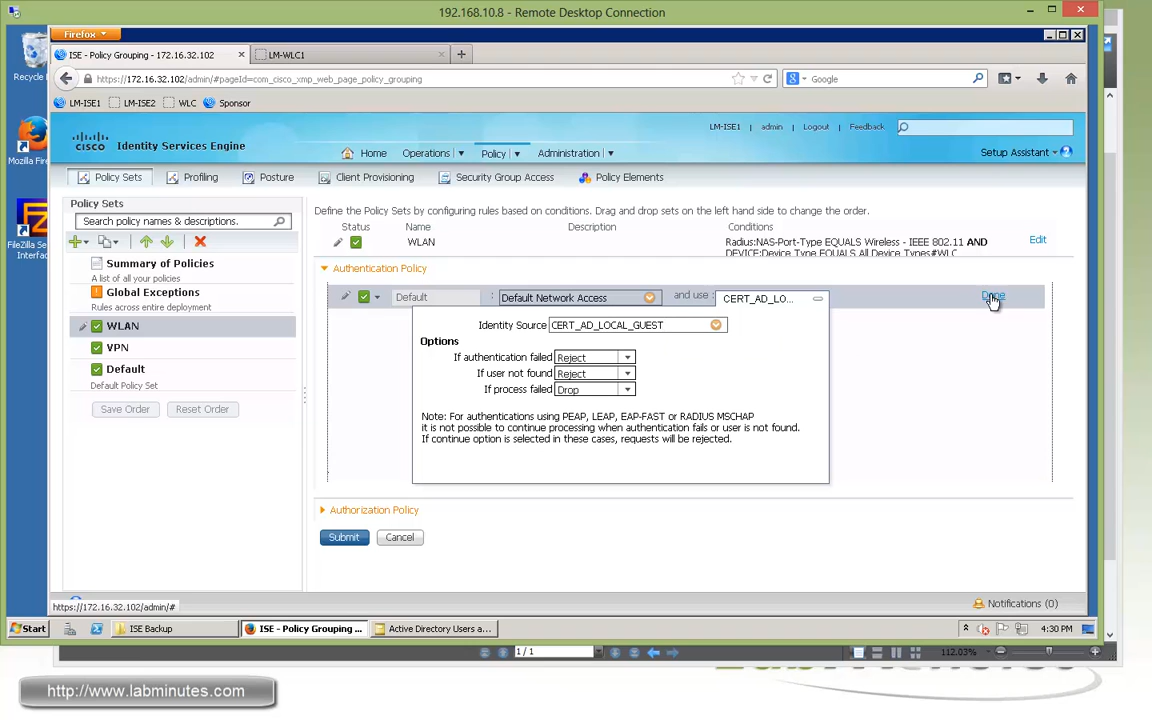 192.168.10.8 - Remote Desktop Connection
Firefox
ISE - Policy Grouping - 172.16.32.102
LM-WLC1
https://172.16.32.102/admin/#pageId=com_cisco_xmp_web_page_policy_grouping
Google
LM-ISE1
LM-ISE2
WLC
Sponsor
Recycle
Mozilla Fire
FileZilla Se
Interfac
LM-ISE1 | admin | Logout | Feedback
cisco
Identity Services Engine
Home
Operations
Policy
Administration
Setup Assistant
Policy Sets
Profiling
Posture
Client Provisioning
Security Group Access
Policy Elements
Policy Sets
Search policy names & descriptions.
Summary of Policies
A list of all your policies
Global Exceptions
Rules across entire deployment
WLAN
VPN
Default
Default Policy Set
Save Order
Reset Order
Define the Policy Sets by configuring rules based on conditions. Drag and drop sets on the left hand side to change the order.
Status
Name
Description
Conditions
WLAN
Radius:NAS-Port-Type EQUALS Wireless - IEEE 802.11 AND
DEVICE:Device Type EQUALS All Device Types#WLC
Edit
Authentication Policy
Default
:
Default Network Access
and use :
CERT_AD_LO...
Done
Identity Source
CERT_AD_LOCAL_GUEST
Options
If authentication failed
Reject
If user not found
Reject
If process failed
Drop
Note: For authentications using PEAP, LEAP, EAP-FAST or RADIUS MSCHAP
it is not possible to continue processing when authentication fails or user is not found.
If continue option is selected in these cases, requests will be rejected.
Authorization Policy
Submit
Cancel
https://172.16.32.102/admin/#
Notifications (0)
Start
ISE Backup
ISE - Policy Grouping ...
Active Directory Users a...
4:30 PM
1 / 1
112.03%
http://www.labminutes.com